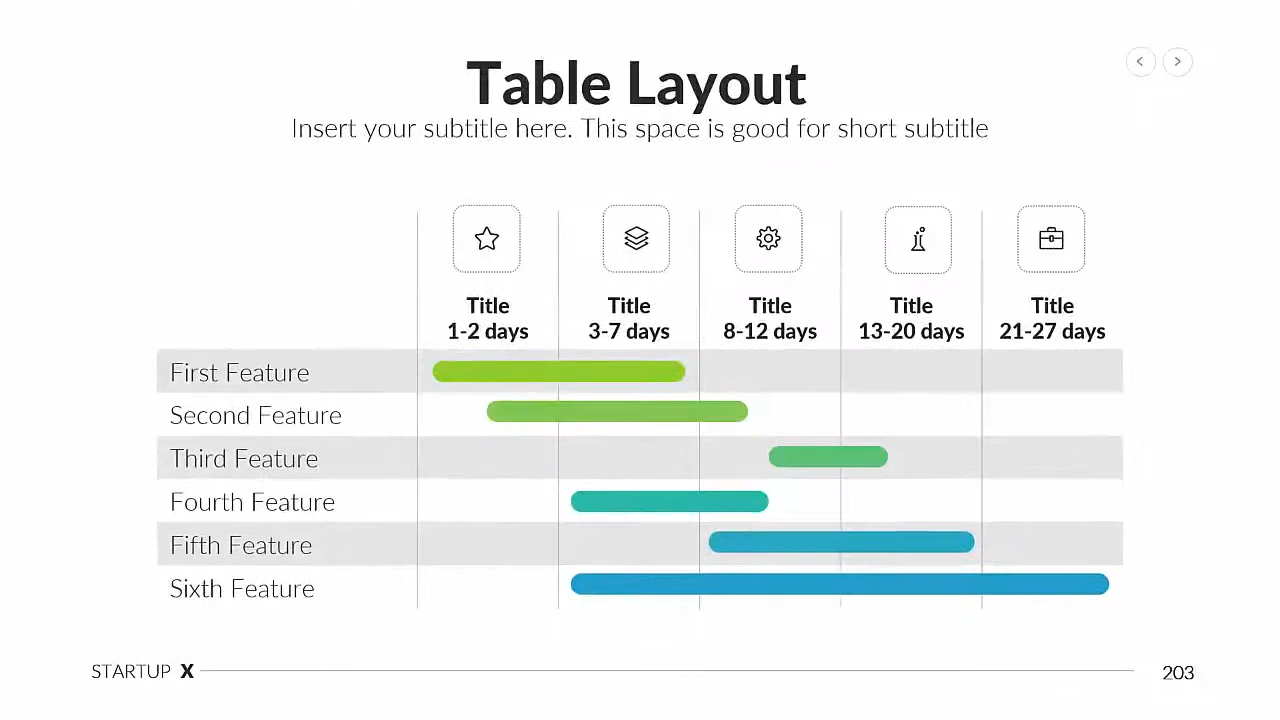 Table Layout
Insert your subtitle here. This space is good for short subtitle
Title Title Title Title Title
1-2 days 3-7 days 8-12 days 13-20 days 21-27 days
First Feature
Second Feature
Third Feature
Fourth Feature
Fifth Feature
Sixth Feature
STARTUP X 203